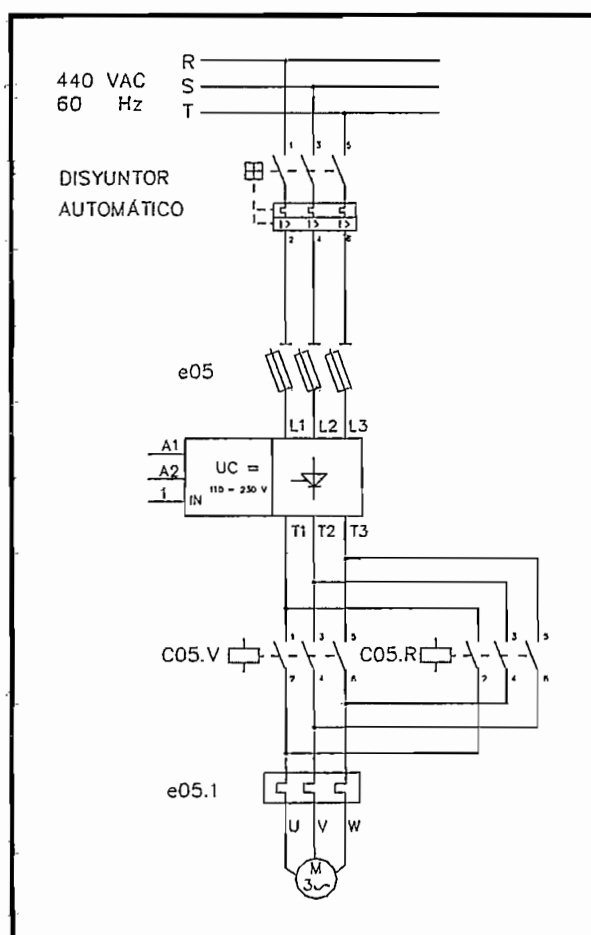 R
440 VAC S
60 Hz T
1 3 5
DISYUNTOR
AUTOMÁTICO
I> I> I>
2 4 6
e05
L1 L2 L3
A1
A2 UC =
110 - 230 V
1 IN
T1 T2 T3
1 3 5 1 3 5
C05.V C05.R
2 4 6 2 4 6
e05.1
U V W
M
3~